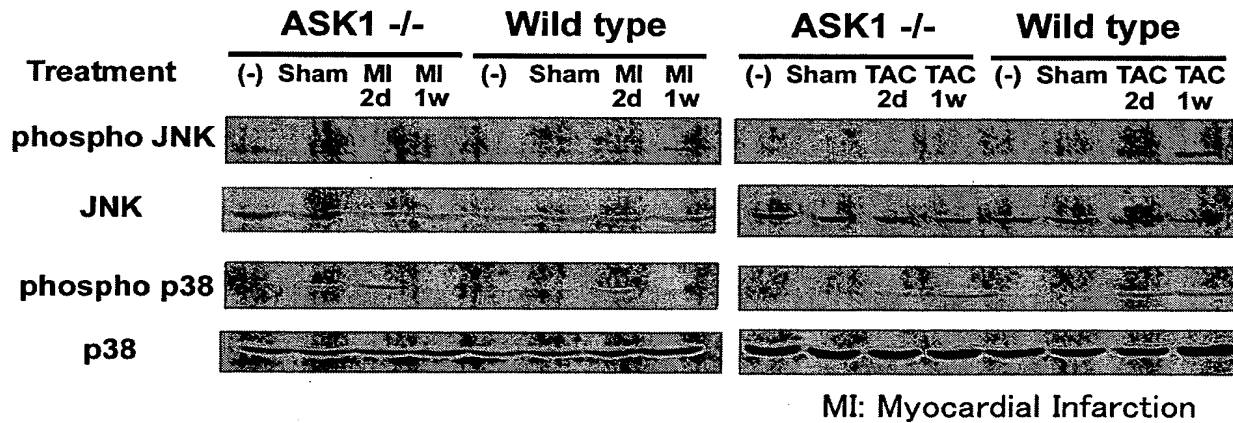 ASK1 -/- Wild type ASK1 -/- Wild type
Treatment (-) Sham MI MI (-) Sham MI MI (-) Sham TAC TAC (-) Sham TAC TAC
2d 1w 2d 1w 2d 1w 2d 1w
phospho JNK
JNK
phospho p38
p38
MI: Myocardial Infarction